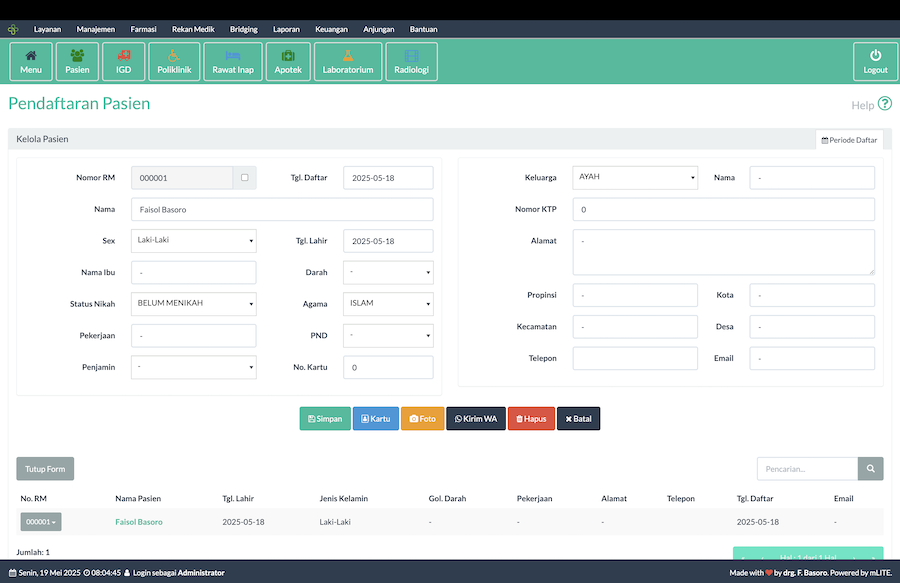 Layanan Manajemen Farmasi Rekan Medik Bridging Laporan Keuangan Anjungan Bantuan
Menu Pasien IGD Poliklinik Rawat Inap Apotek Laboratorium Radiologi Logout
Pendaftaran Pasien Help
Kelola Pasien Periode Daftar
Nomor RM 000001 Tgl. Daftar 2025-05-18
Nama Faisol Basoro
Sex Laki-Laki Tgl. Lahir 2025-05-18
Nama Ibu - Darah -
Status Nikah BELUM MENIKAH Agama ISLAM
Pekerjaan - PND -
Penjamin - No. Kartu 0
Keluarga AYAH Nama -
Nomor KTP 0
Alamat -
Propinsi - Kota -
Kecamatan - Desa -
Telepon Email -
Simpan Kartu Foto Kirim WA Hapus Batal
Tutup Form Pencarian...
No. RM Nama Pasien Tgl. Lahir Jenis Kelamin Gol. Darah Pekerjaan Alamat Telepon Tgl. Daftar Email
000001 Faisol Basoro 2025-05-18 Laki-Laki - - - 2025-05-18 -
Jumlah: 1 Hal - 1 dari 1 Hal
Senin, 19 Mei 2025 08:04:45 Login sebagai Administrator Made with by drg. F. Basoro. Powered by mLITE.